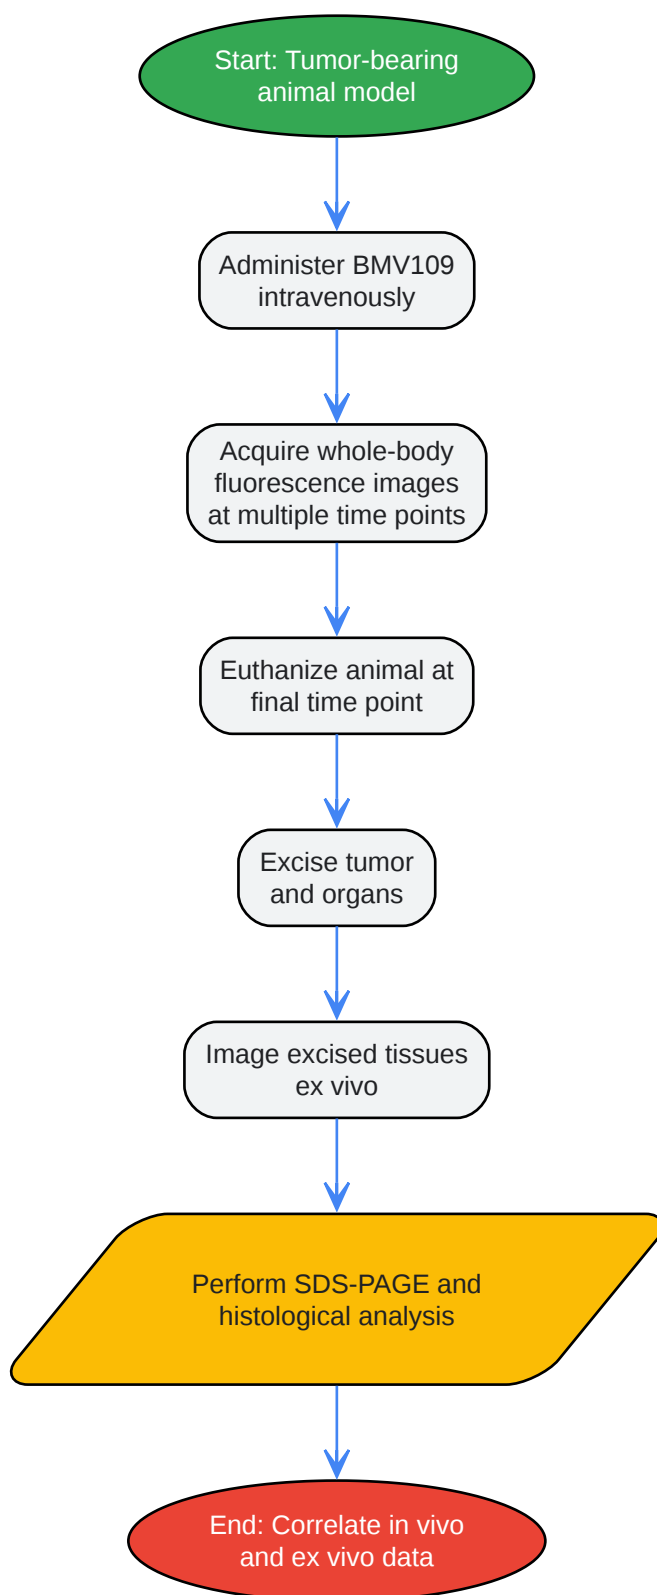 Start: Tumor-bearing
animal model
Administer BMV109
intravenously
Acquire whole-body
fluorescence images
at multiple time points
Euthanize animal at
final time point
Excise tumor
and organs
Image excised tissues
ex vivo
Perform SDS-PAGE and
histological analysis
End: Correlate in vivo
and ex vivo data